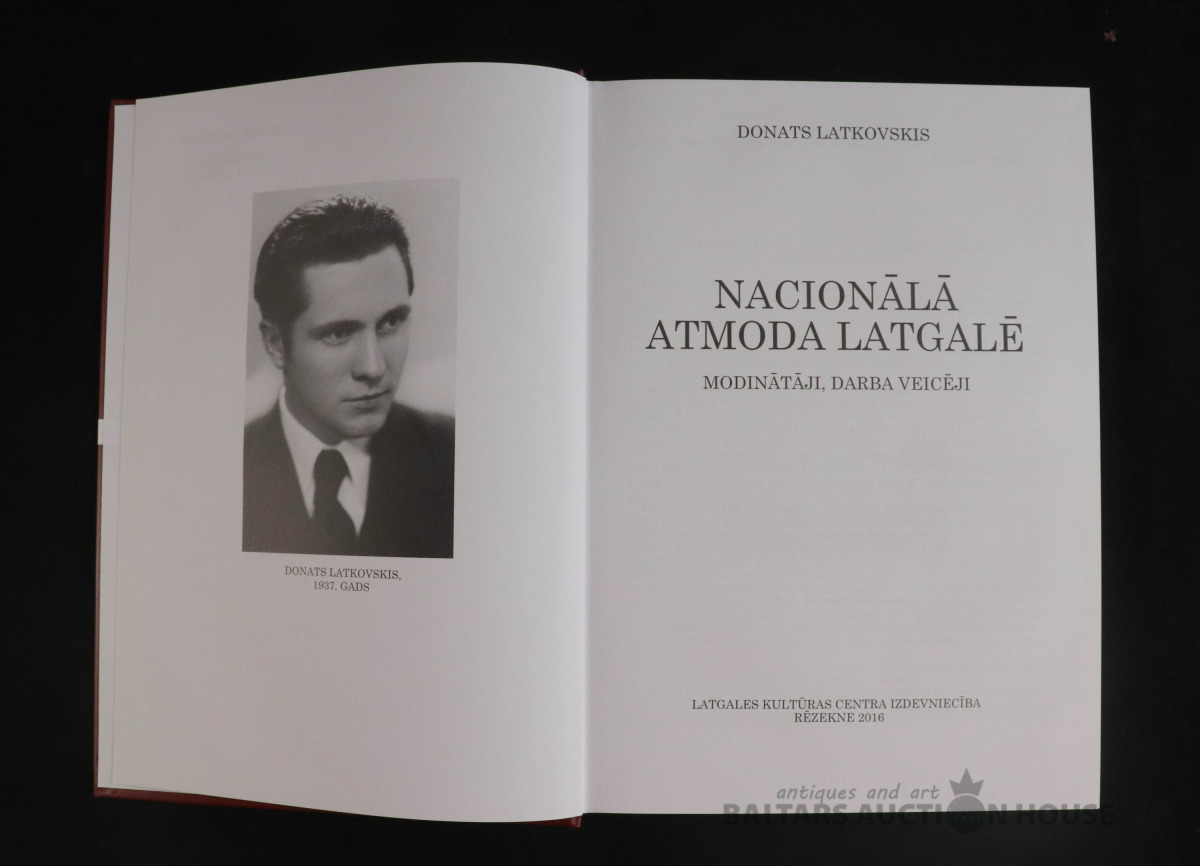 DONATS LATKOVSKIS,
1937. GADS
DONATS LATKOVSKIS
NACIONĀLĀ
ATMODA LATGALĒ
MODINĀTĀJI, DARBA VEICĒJI
LATGALES KULTŪRAS CENTRA IZDEVNIECĪBA
RĒZEKNE 2016
antiques and art
BALTARS AUCTION HOUSE